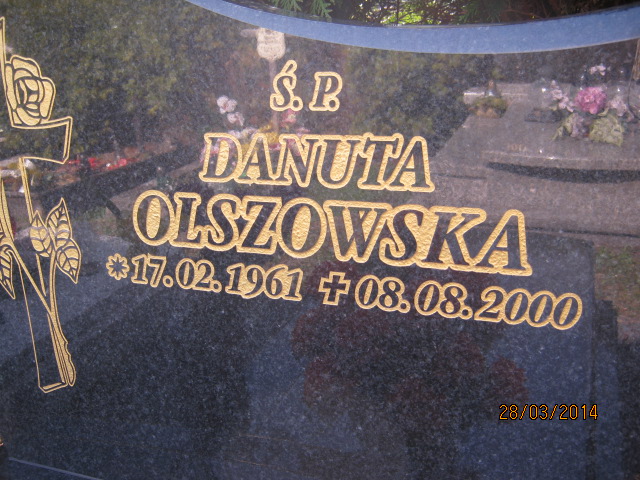 Ś.P.
DANUTA
OLSZOWSKA
*17.02.1961 ✝08.08.2000
28/03/2014